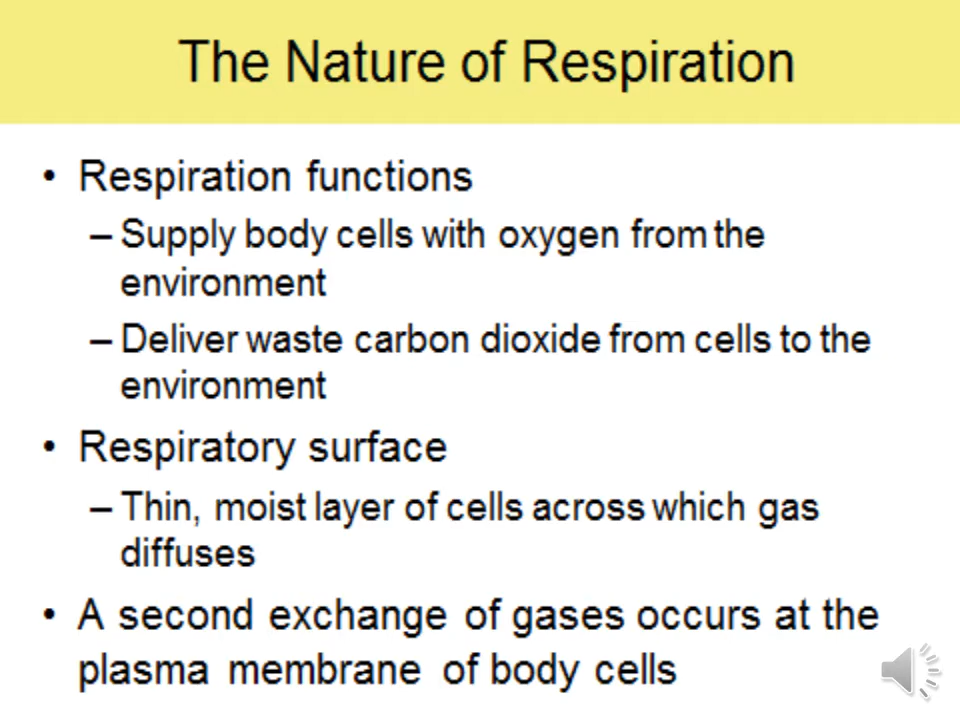 The Nature of Respiration
• Respiration functions
– Supply body cells with oxygen from the
environment
– Deliver waste carbon dioxide from cells to the
environment
• Respiratory surface
– Thin, moist layer of cells across which gas
diffuses
• A second exchange of gases occurs at the
plasma membrane of body cells